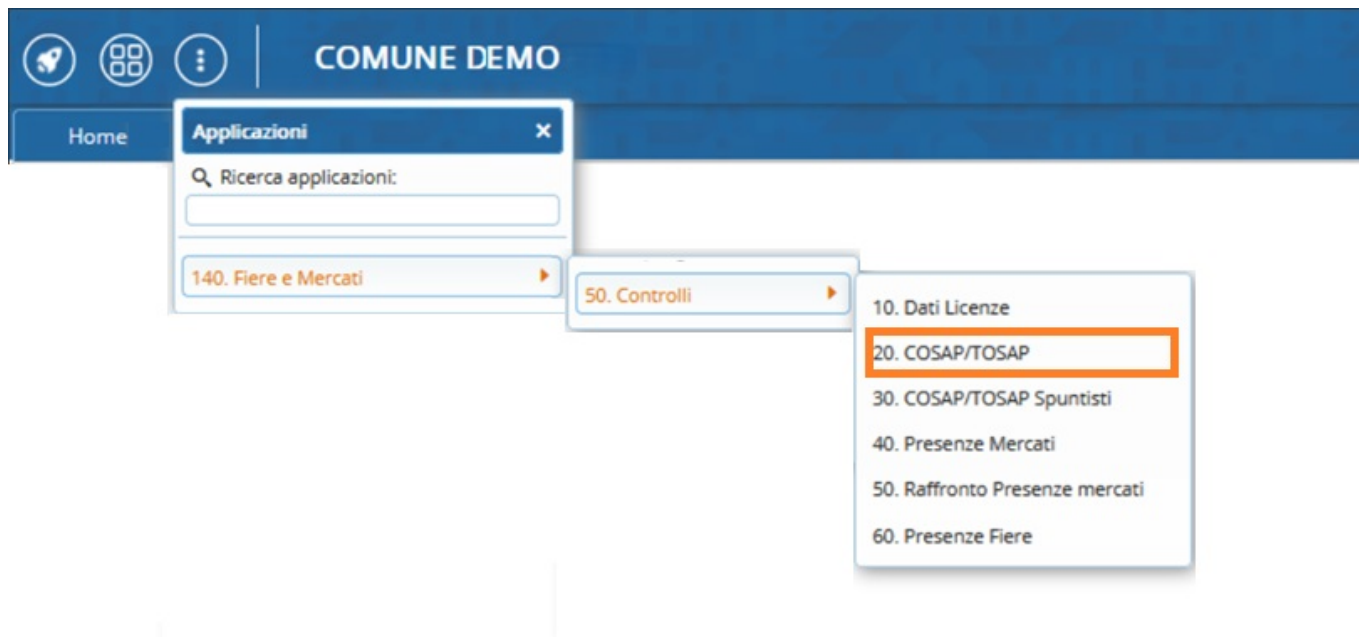 COMUNE DEMO
Home
Applicazioni ×
Ricerca applicazioni:
140. Fiere e Mercati
50. Controlli
10. Dati Licenze
20. COSAP/TOSAP
30. COSAP/TOSAP Spuntisti
40. Presenze Mercati
50. Raffronto Presenze mercati
60. Presenze Fiere